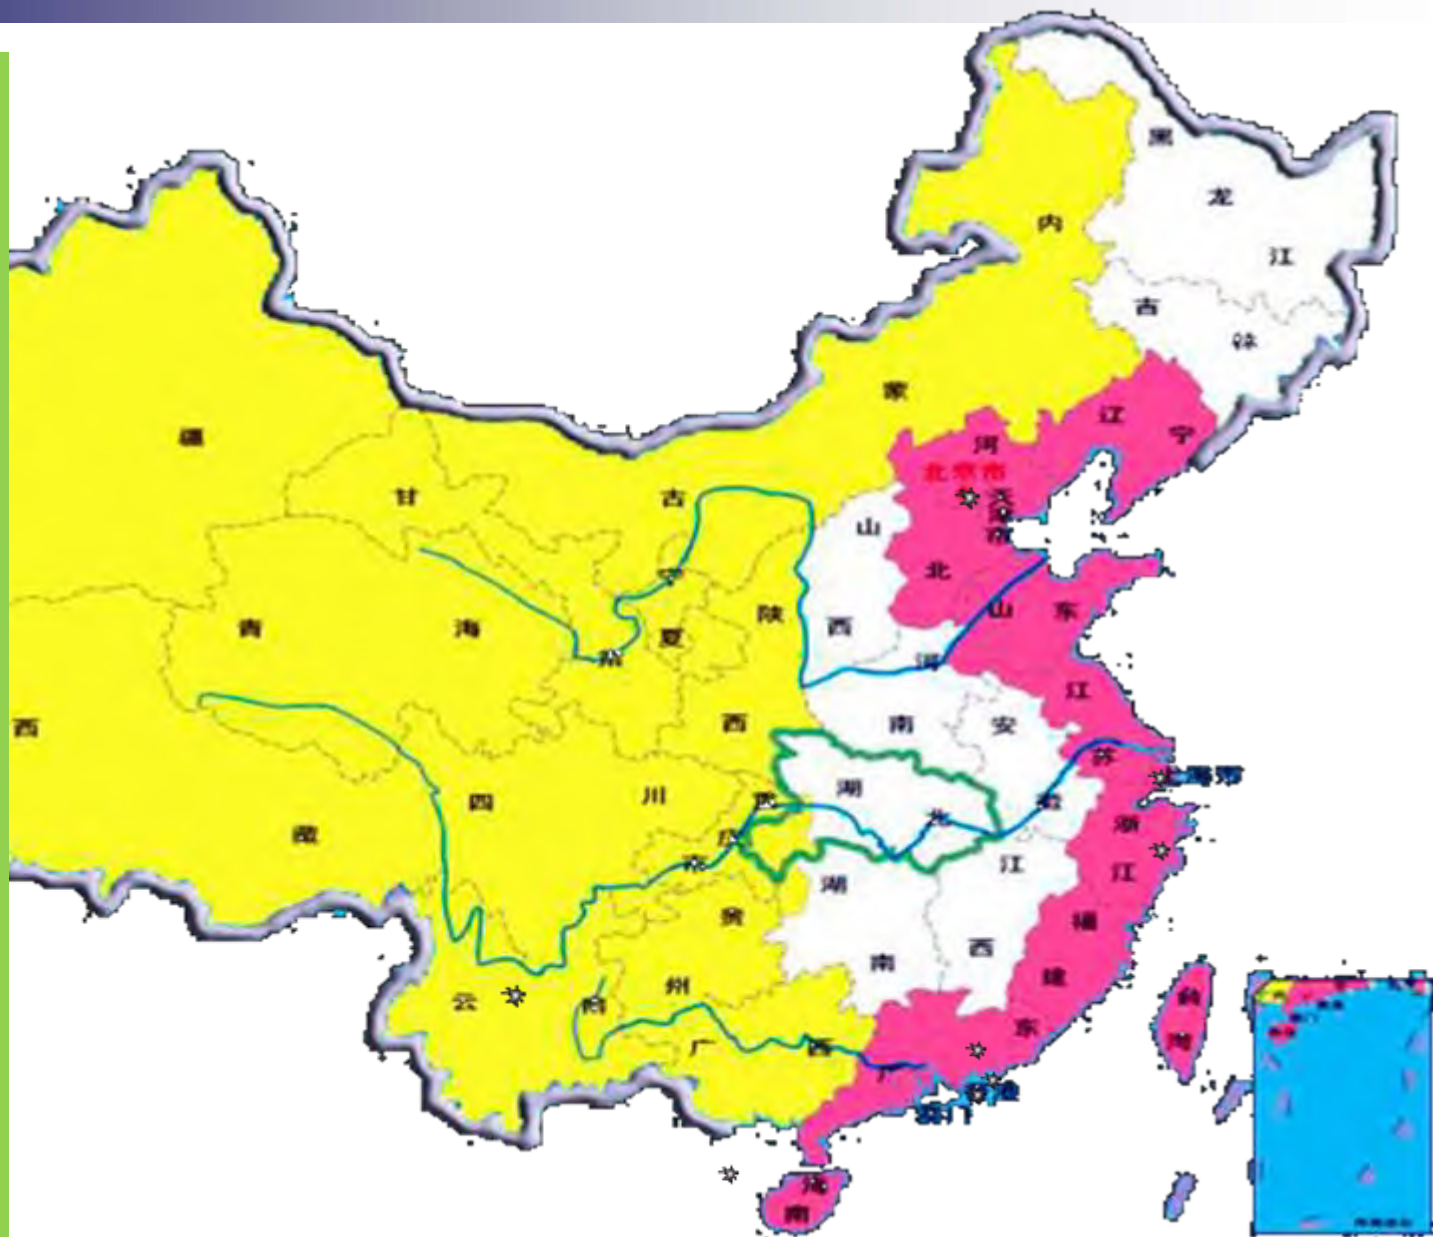 黑
龙
江
内
吉
林
蒙
辽
宁
疆
河
北京市
甘
古
天
津
市
山
宁
北
青
海
夏
陕
西
山
东
肃
河
江
西
西
南
安
苏
上海市
四
川
湖
北
徽
浙
藏
庆
重
江
江
湖
贵
福
南
西
云
南
州
建
台
湾
广
西
广
东
香港
澳门
海
南